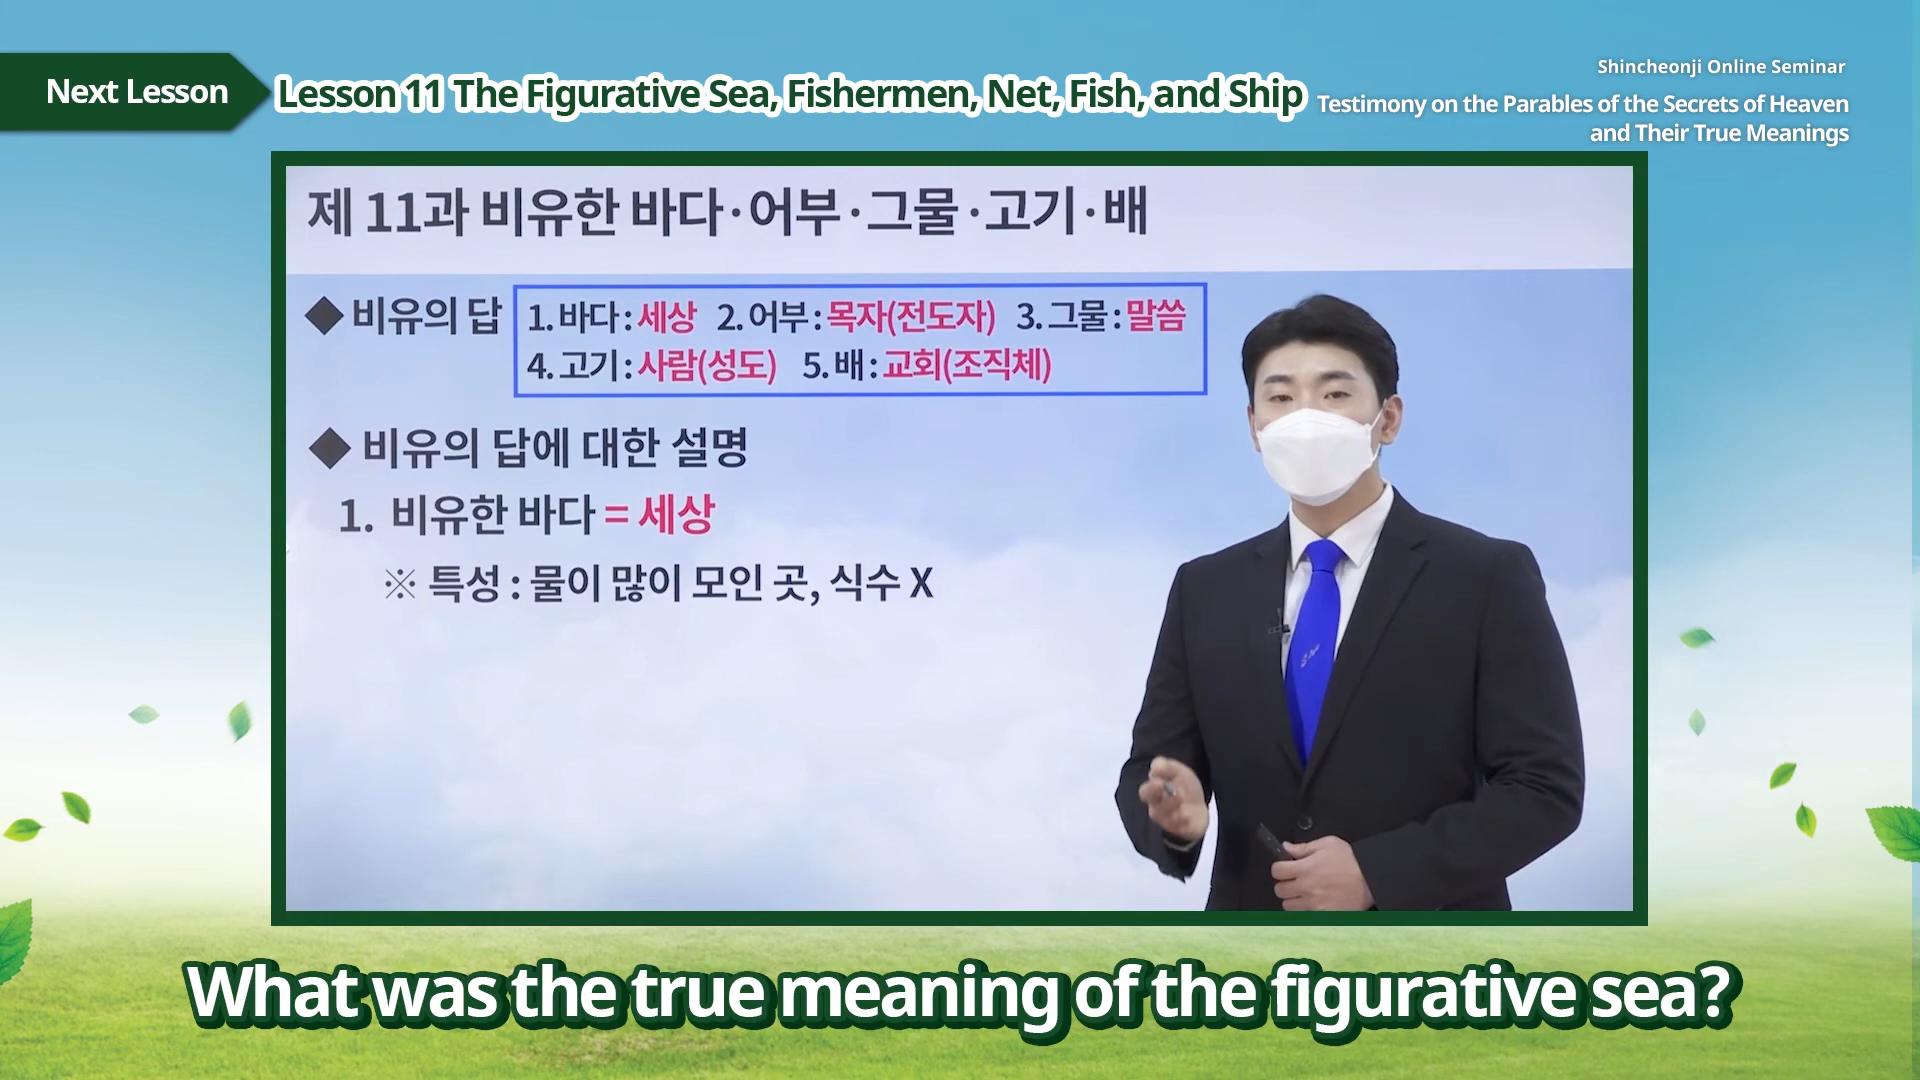 Next Lesson
Lesson 11 The Figurative Sea, Fishermen, Net, Fish, and Ship
Shincheonji Online Seminar
Testimony on the Parables of the Secrets of Heaven
and Their True Meanings
제 11과 비유한 바다·어부·그물·고기·배
◆ 비유의 답
1. 바다 : 세상 2. 어부 : 목자(전도자) 3. 그물 : 말씀
4. 고기 : 사람(성도) 5. 배 : 교회(조직체)
◆ 비유의 답에 대한 설명
1. 비유한 바다 = 세상
※ 특성 : 물이 많이 모인 곳, 식수 X
What was the true meaning of the figurative sea?